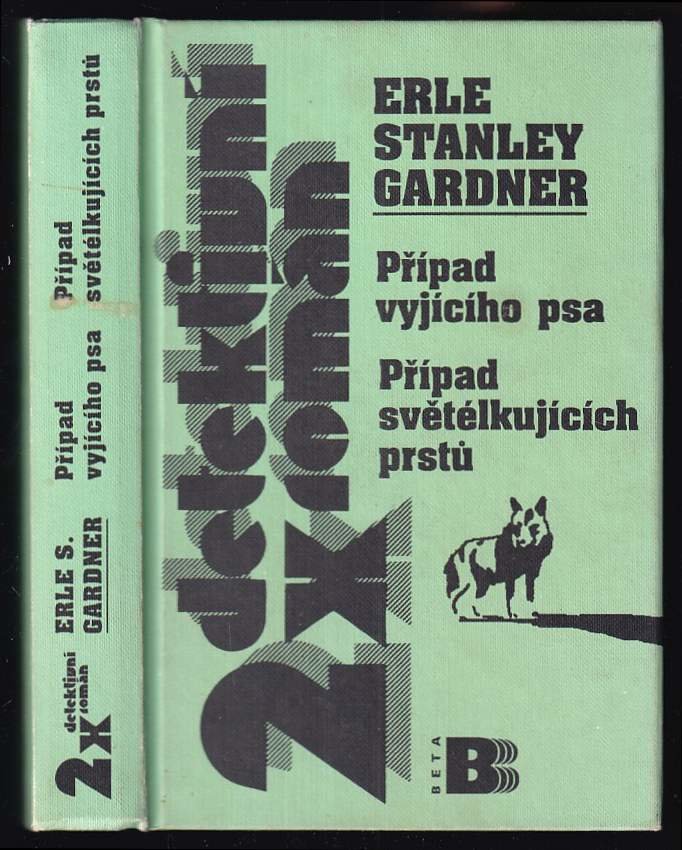 2x detektivní
román
ERLE S.
GARDNER
Případ
vyjícího psa
Případ
světélkujících prstů
2x detektivní
román
ERLE
STANLEY
GARDNER
Případ
vyjícího psa
Případ
světélkujících
prstů
BETA
B